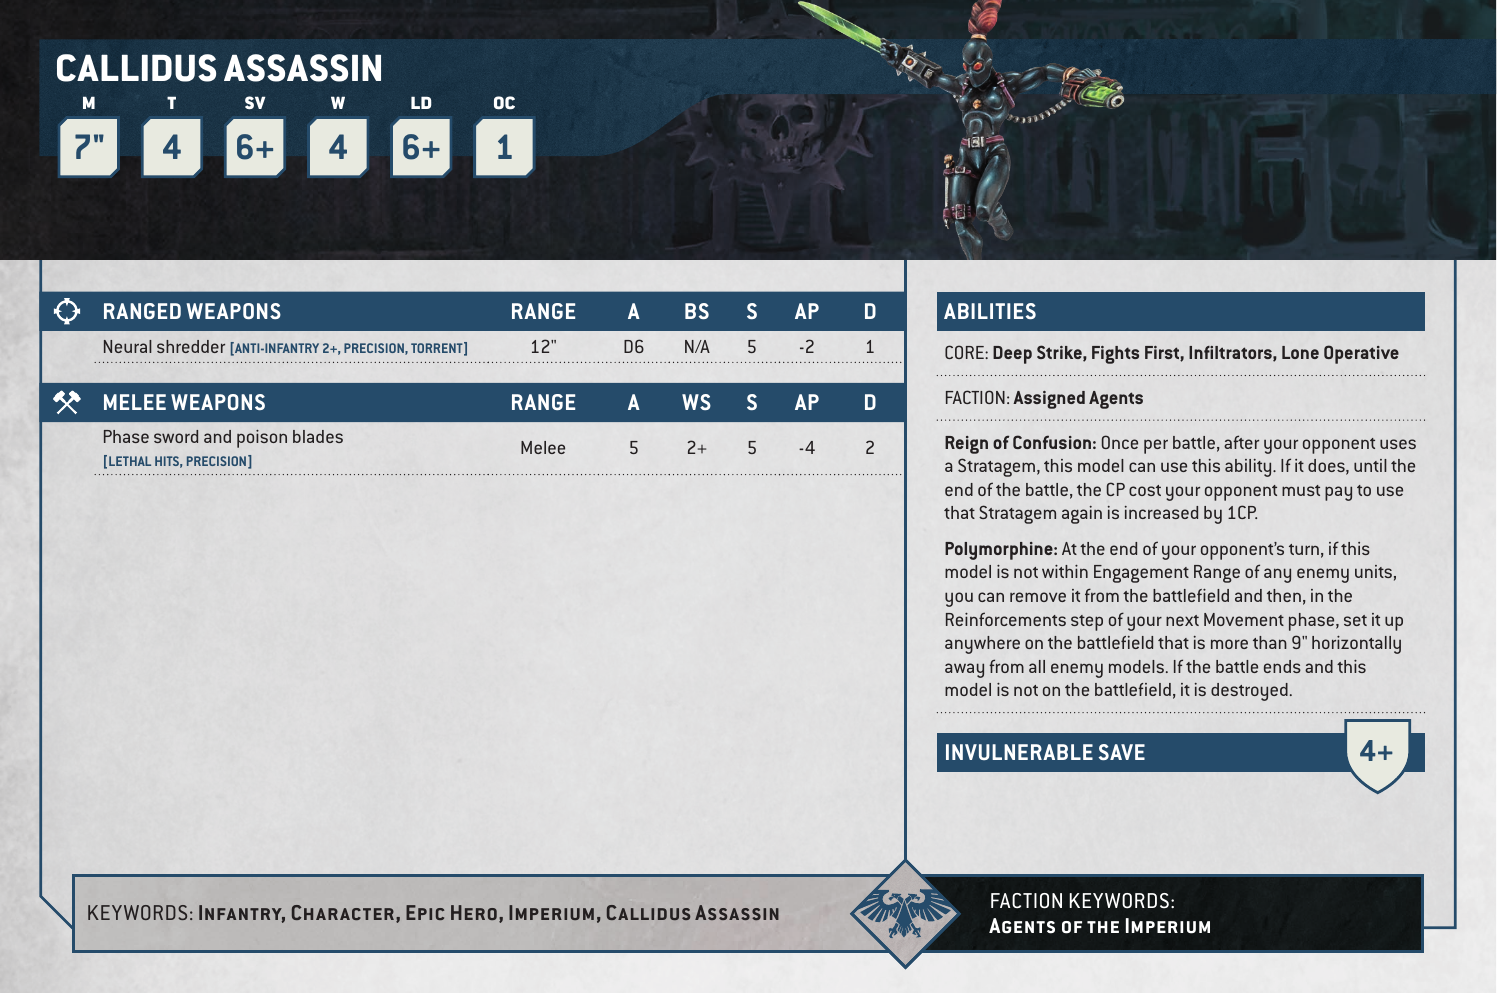 CALLIDUS ASSASSIN
M T SV W LD OC
7" 4 6+ 4 6+ 1
RANGED WEAPONS RANGE A BS S AP D
Neural shredder [ANTI-INFANTRY 2+, PRECISION, TORRENT] 12" D6 N/A 5 -2 1
MELEE WEAPONS RANGE A WS S AP D
Phase sword and poison blades
[LETHAL HITS, PRECISION] Melee 5 2+ 5 -4 2
ABILITIES
CORE: Deep Strike, Fights First, Infiltrators, Lone Operative
FACTION: Assigned Agents
Reign of Confusion: Once per battle, after your opponent uses
a Stratagem, this model can use this ability. If it does, until the
end of the battle, the CP cost your opponent must pay to use
that Stratagem again is increased by 1CP.
Polymorphine: At the end of your opponent's turn, if this
model is not within Engagement Range of any enemy units,
you can remove it from the battlefield and then, in the
Reinforcements step of your next Movement phase, set it up
anywhere on the battlefield that is more than 9" horizontally
away from all enemy models. If the battle ends and this
model is not on the battlefield, it is destroyed.
INVULNERABLE SAVE 4+
KEYWORDS: INFANTRY, CHARACTER, EPIC HERO, IMPERIUM, CALLIDUS ASSASSIN
FACTION KEYWORDS:
AGENTS OF THE IMPERIUM